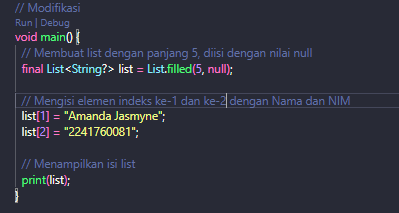 // Modifikasi
Run | Debug
void main() {
// Membuat list dengan panjang 5, diisi dengan nilai null
final List<String?> list = List.filled(5, null);
// Mengisi elemen indeks ke-1 dan ke-2 dengan Nama dan NIM
list[1] = "Amanda Jasmyne";
list[2] = "2241760081";
// Menampilkan isi list
print(list);
}